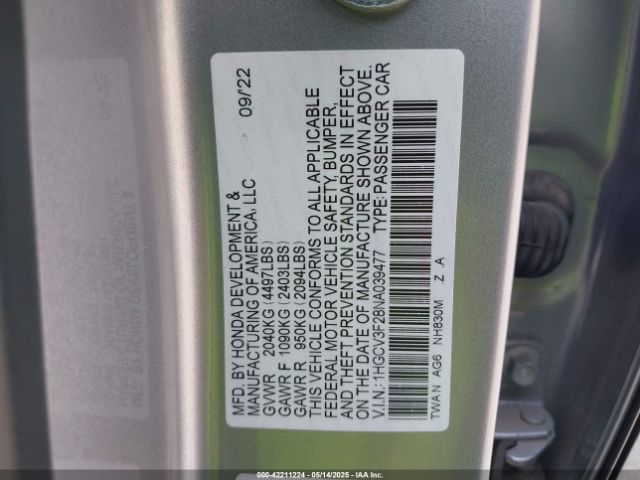 MFD. BY HONDA DEVELOPMENT & 09/'22
MANUFACTURING OF AMERICA, LLC
GVWR 2040KG (4497LBS)
GAWR F 1090KG (2403LBS)
GAWR R 950KG (2094LBS)
THIS VEHICLE CONFORMS TO ALL APPLICABLE
FEDERAL MOTOR VEHICLE SAFETY, BUMPER,
AND THEFT PREVENTION STANDARDS IN EFFECT
ON THE DATE OF MANUFACTURE SHOWN ABOVE.
V.I.N.: 1HGCV3F28NA039477 TYPE:PASSENGER CAR
TWA N AG6 NH830M Z .A
000-42211224 - 05/14/2025 - IAA Inc.